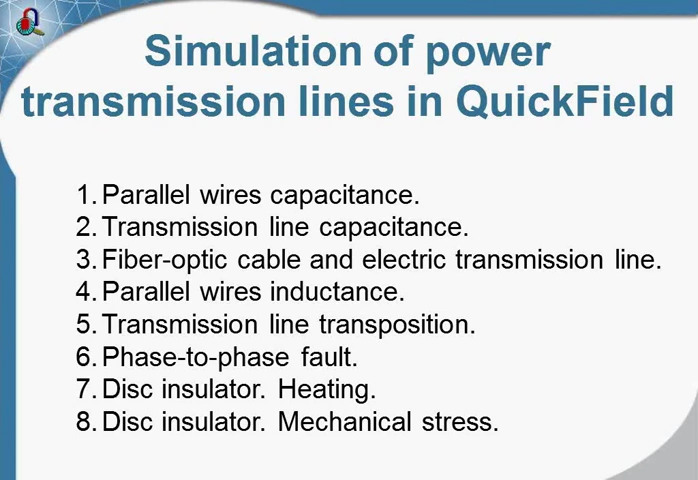 Simulation of power
transmission lines in QuickField
1. Parallel wires capacitance.
2. Transmission line capacitance.
3. Fiber-optic cable and electric transmission line.
4. Parallel wires inductance.
5. Transmission line transposition.
6. Phase-to-phase fault.
7. Disc insulator. Heating.
8. Disc insulator. Mechanical stress.